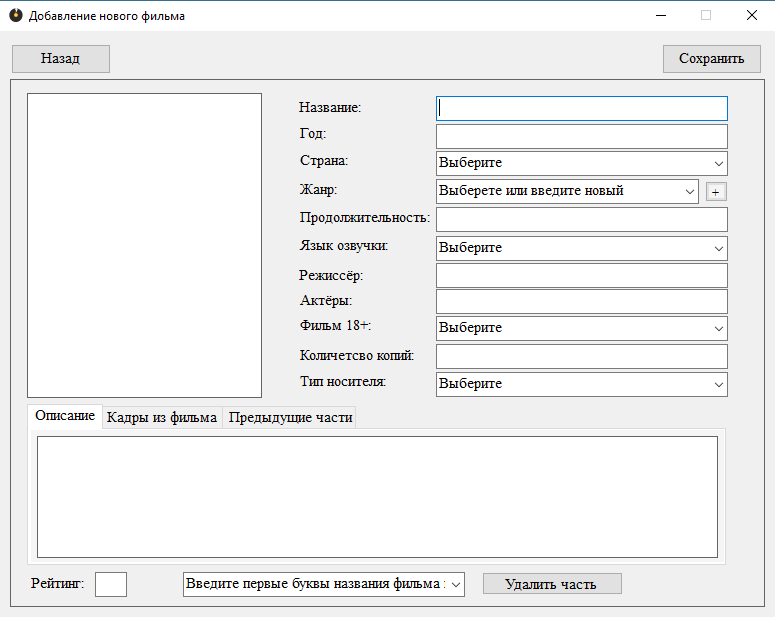 Добавление нового фильма
Назад
Сохранить
Название:
Год:
Страна: Выберите
Жанр: Выберете или введите новый +
Продолжительность:
Язык озвучки: Выберите
Режиссёр:
Актёры:
Фильм 18+: Выберите
Количетсво копий:
Тип носителя: Выберите
Описание Кадры из фильма Предыдущие части
Рейтинг: Введите первые буквы названия фильма Удалить часть